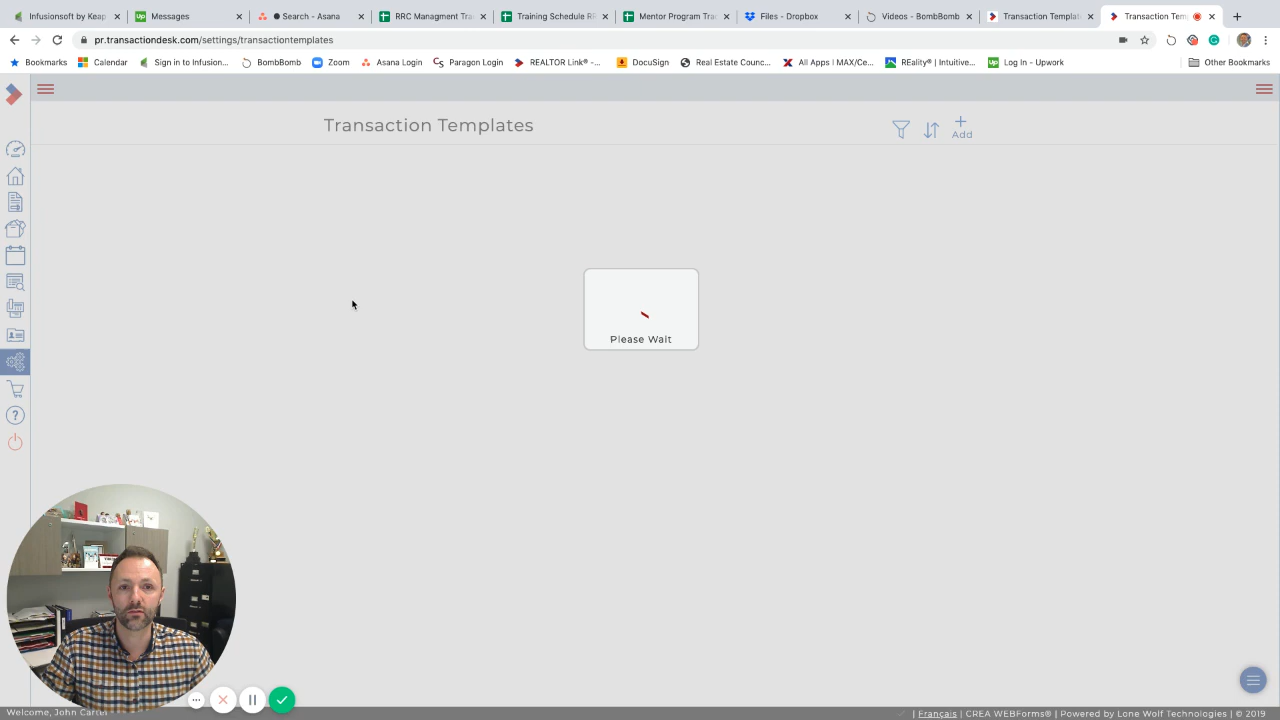 Infusionsoft by Keap
Messages
Search - Asana
RRC Managment Tra
Training Schedule RR
Mentor Program Trac
Files - Dropbox
Videos - BombBomb
Transaction Templat
Transaction Tem
pr.transactiondesk.com/settings/transactiontemplates
Bookmarks
Calendar
Sign in to Infusion...
BombBomb
Zoom
Asana Login
Paragon Login
REALTOR Link® -...
DocuSign
Real Estate Counc...
All Apps | MAX/Ce...
REality® | Intuitive...
Log In - Upwork
Other Bookmarks
Transaction Templates
Add
Please Wait
Welcome, John Carter
| Français | CREA WEBForms® | Powered by Lone Wolf Technologies | © 2019